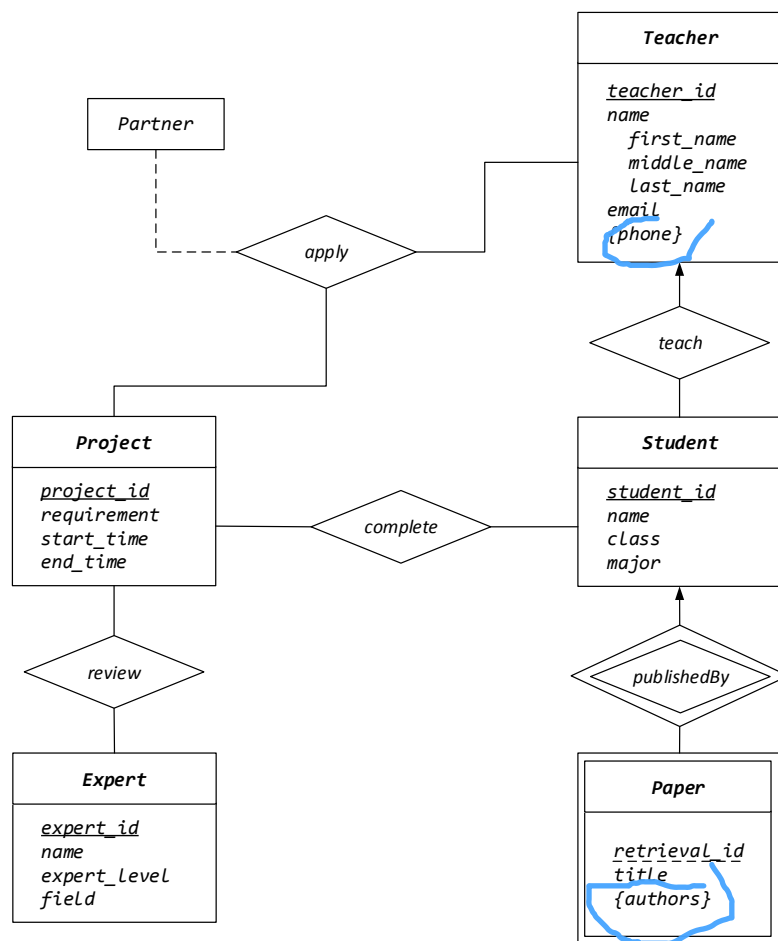 Teacher
teacher_id
name
first_name
middle_name
last_name
email
{phone}
Partner
apply
teach
Project
project_id
requirement
start_time
end_time
complete
Student
student_id
name
class
major
review
publishedBy
Expert
expert_id
name
expert_level
field
Paper
retrieval_id
title
{authors}